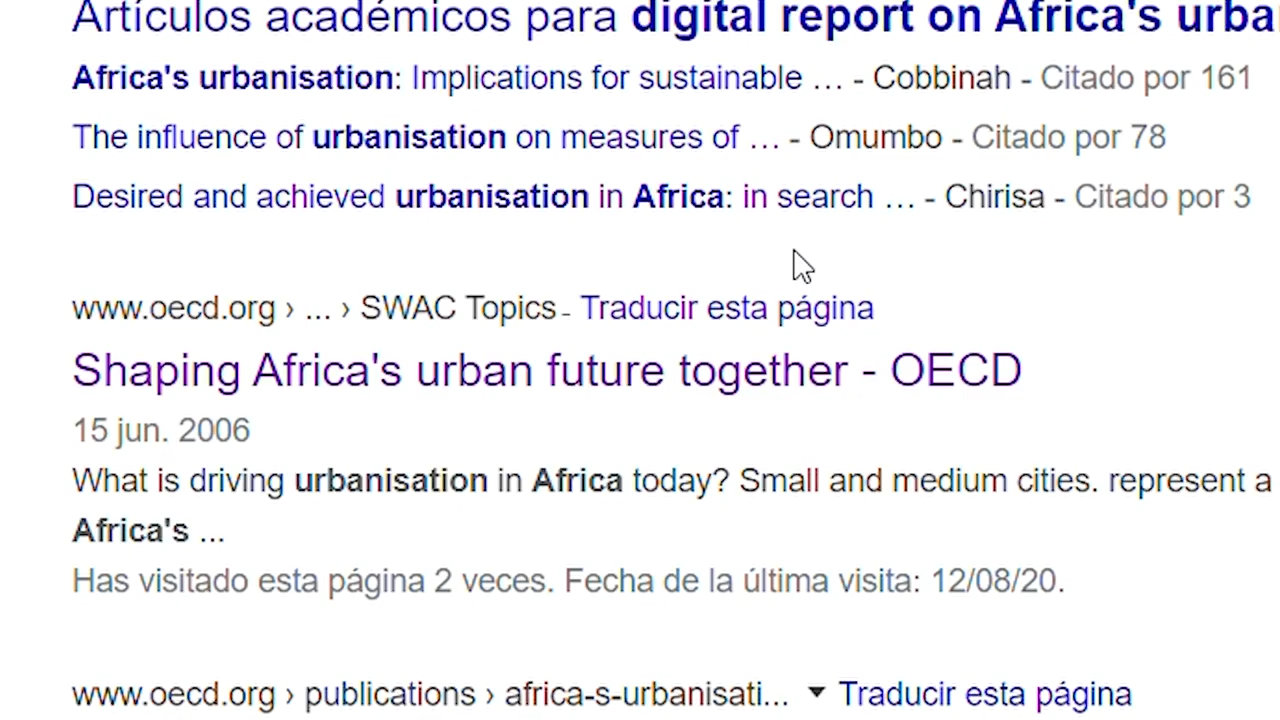 Artículos académicos para digital report on Africa's urba
Africa's urbanisation: Implications for sustainable ... - Cobbinah - Citado por 161
The influence of urbanisation on measures of ... - Omumbo - Citado por 78
Desired and achieved urbanisation in Africa: in search ... - Chirisa - Citado por 3
www.oecd.org › ... › SWAC Topics - Traducir esta página
Shaping Africa's urban future together - OECD
15 jun. 2006
What is driving urbanisation in Africa today? Small and medium cities. represent a
Africa's ...
Has visitado esta página 2 veces. Fecha de la última visita: 12/08/20.
www.oecd.org › publications › africa-s-urbanisati... ▼ Traducir esta página